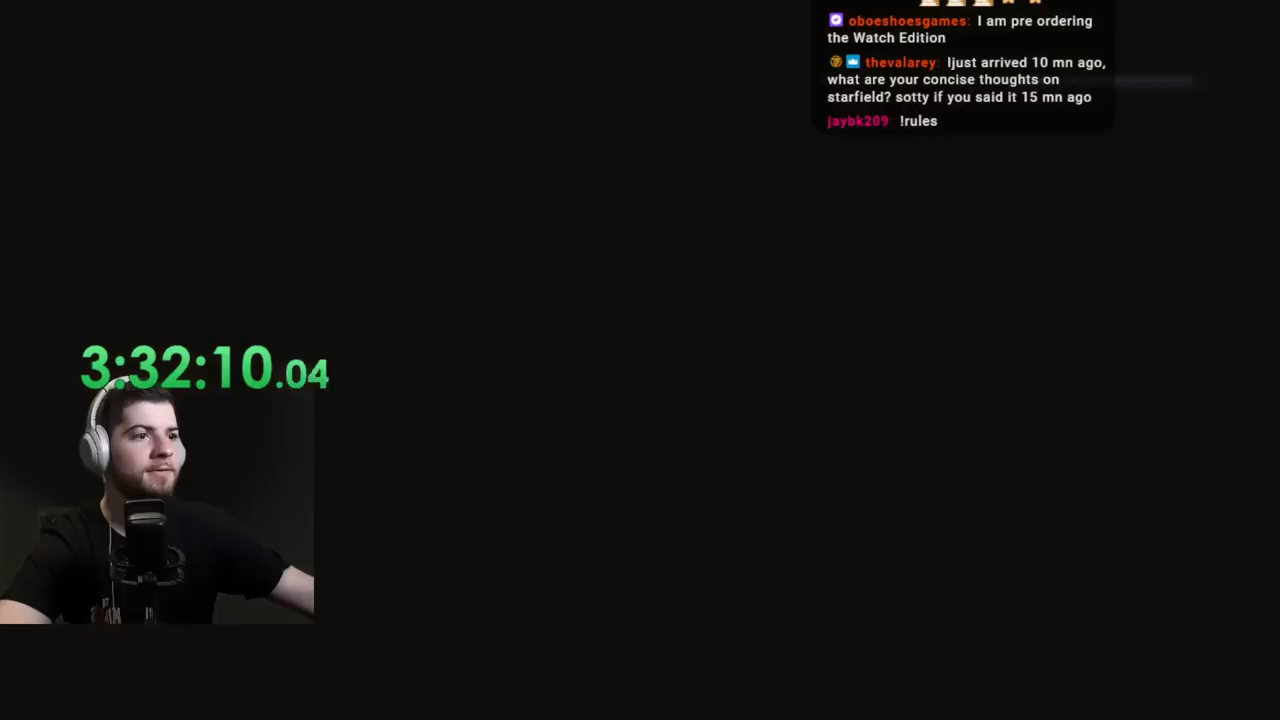 oboeshoesgames: I am pre ordering
the Watch Edition
thevalarey: Ijust arrived 10 mn ago,
what are your concise thoughts on
starfield? sotty if you said it 15 mn ago
jaybk209: !rules
3:32:10.04